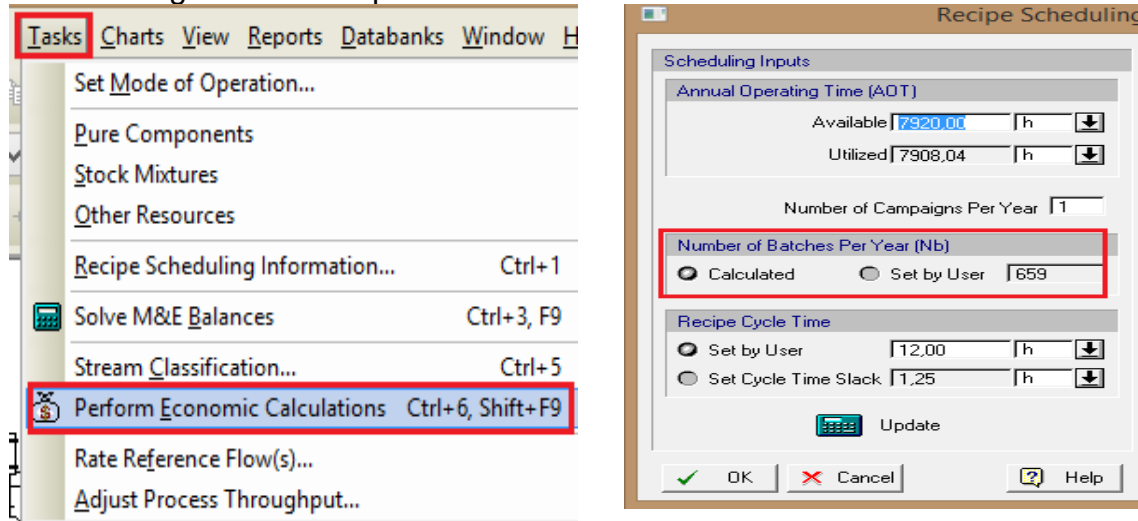 Tasks Charts View Reports Databanks Window H
Set Mode of Operation...
Pure Components
Stock Mixtures
Other Resources
Recipe Scheduling Information... Ctrl+1
Solve M&E Balances Ctrl+3, F9
Stream Classification... Ctrl+5
Perform Economic Calculations Ctrl+6, Shift+F9
Rate Reference Flow(s)...
Adjust Process Throughput...
Recipe Scheduling
Scheduling Inputs
Annual Operating Time (AOT)
Available 7920,00 h
Utilized 7908,04 h
Number of Campaigns Per Year 1
Number of Batches Per Year (Nb)
Calculated Set by User 659
Recipe Cycle Time
Set by User 12,00 h
Set Cycle Time Slack 1,25 h
Update
OK Cancel Help